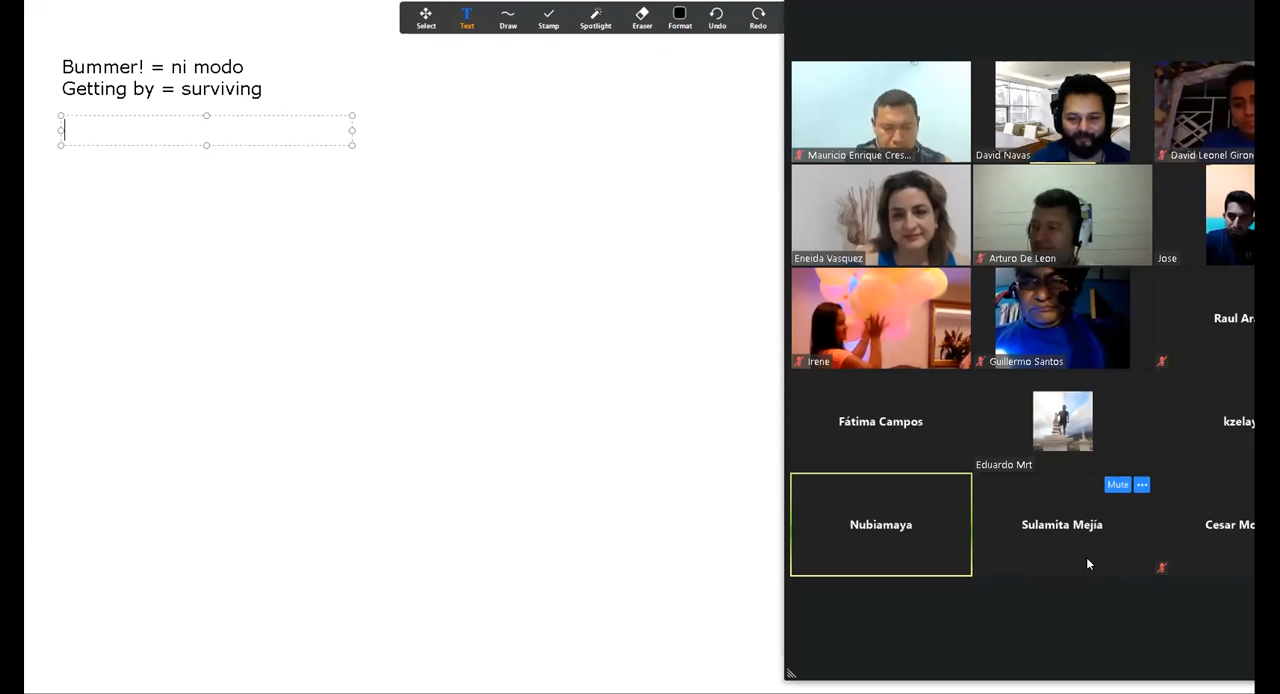 Select Text Draw Stamp Spotlight Eraser Format Undo Redo
Bummer! = ni modo
Getting by = surviving
Mauricio Enrique Cres...
David Navas
David Leonel Giron
Eneida Vasquez
Arturo De Leon
Jose
Irene
Guillermo Santos
Raul
Fátima Campos
Eduardo Mrt
kzelay
Mute ...
Nubiamaya
Sulamita Mejía
Cesar